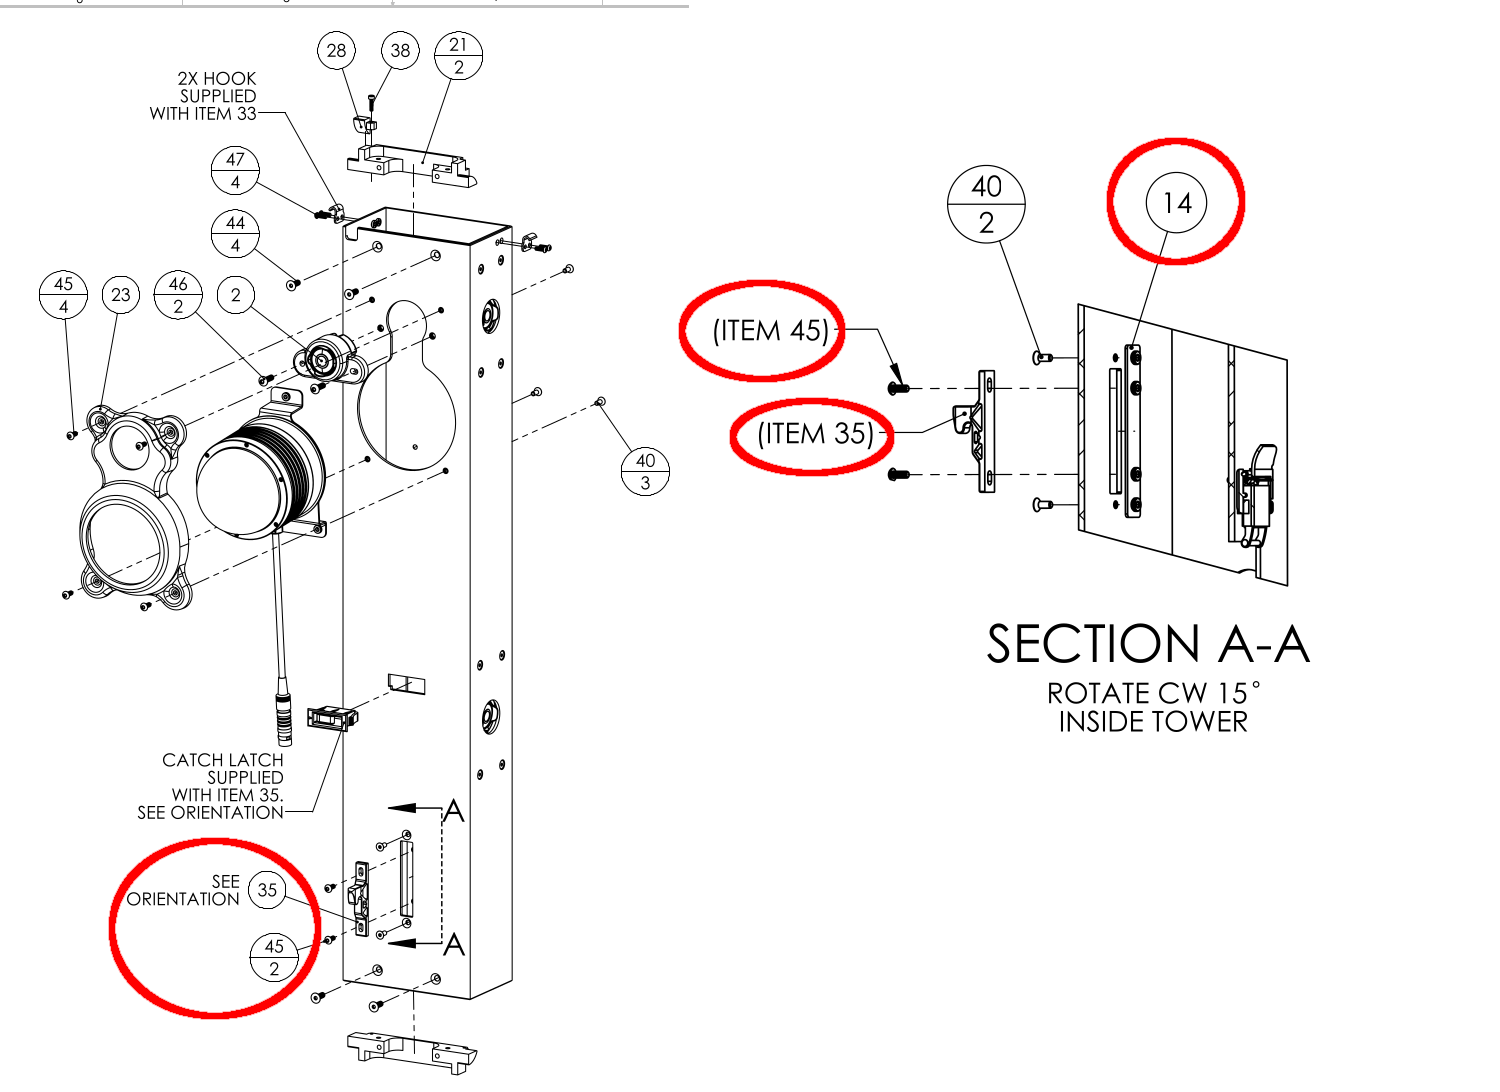 28
38
21
2
2X HOOK
SUPPLIED
WITH ITEM 33
47
4
44
4
45
4
23
46
2
2
40
3
CATCH LATCH
SUPPLIED
WITH ITEM 35.
SEE ORIENTATION
A
SEE
ORIENTATION
35
45
2
A
40
2
14
(ITEM 45)
(ITEM 35)
SECTION A-A
ROTATE CW 15°
INSIDE TOWER